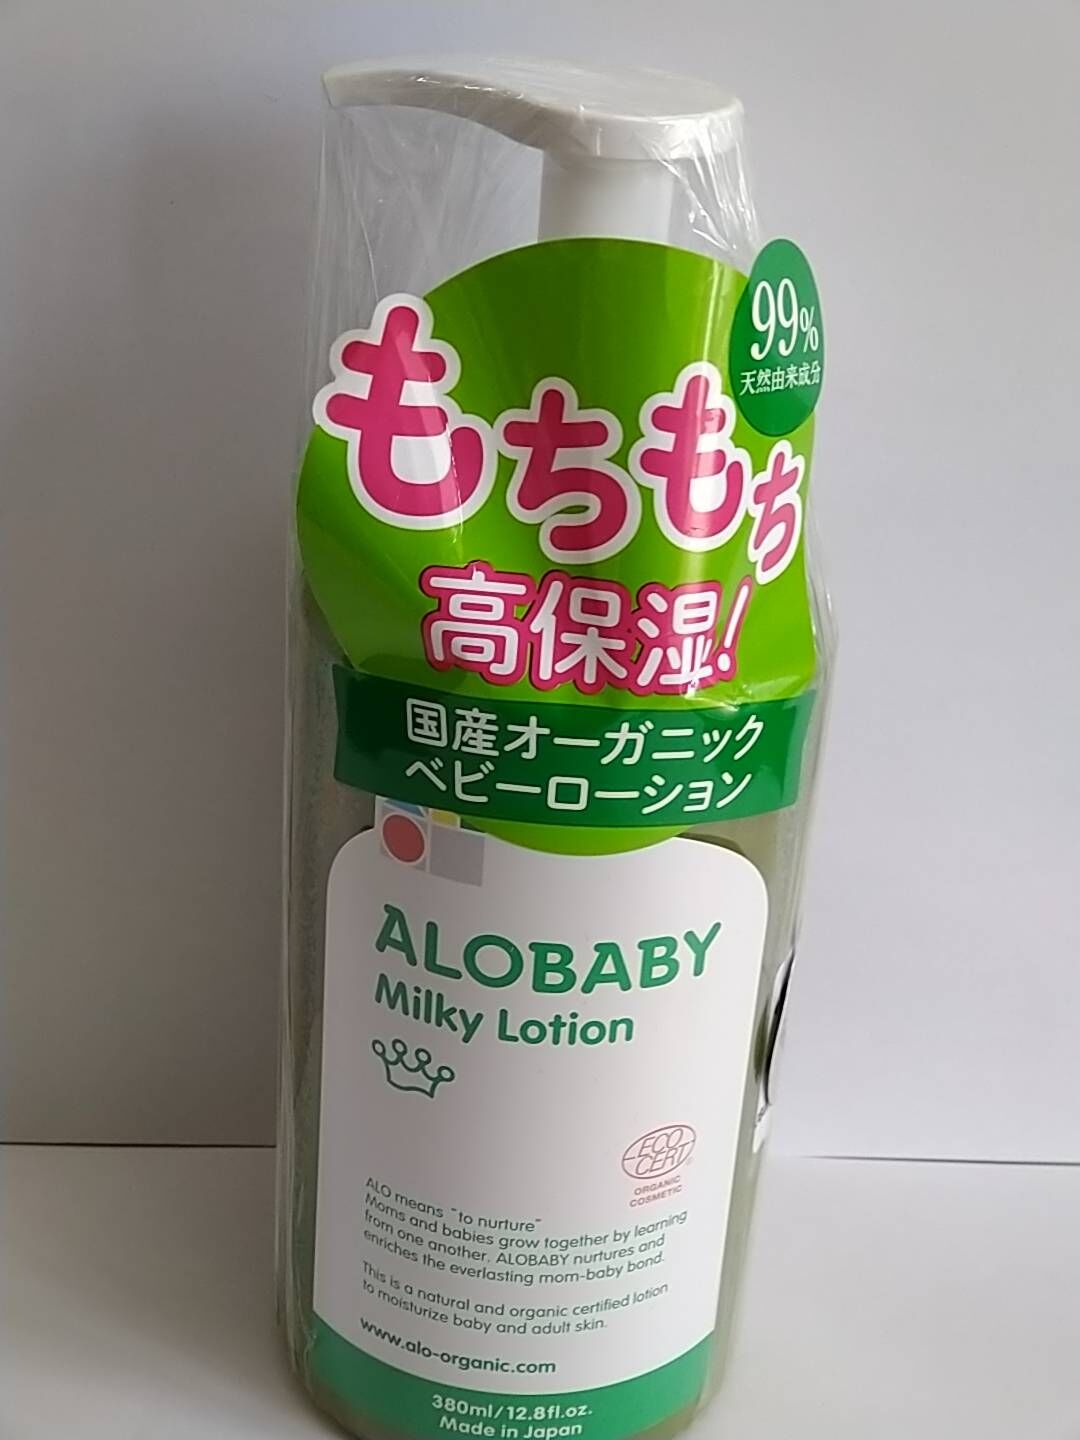 99%
天然由来成分
もちもち
高保湿!
国産オーガニック
ベビーローション
ALOBABY
Milky Lotion
ECO
CERT
®
ORGANIC
COSMETIC
ALO means "to nurture"
Moms and babies grow together by learning
from one another. ALOBABY nurtures and
enriches the everlasting mom-baby bond.
This is a natural and organic certified lotion
to moisturize baby and adult skin.
www.alo-organic.com
380ml/12.8fl.oz.
Made in Japan